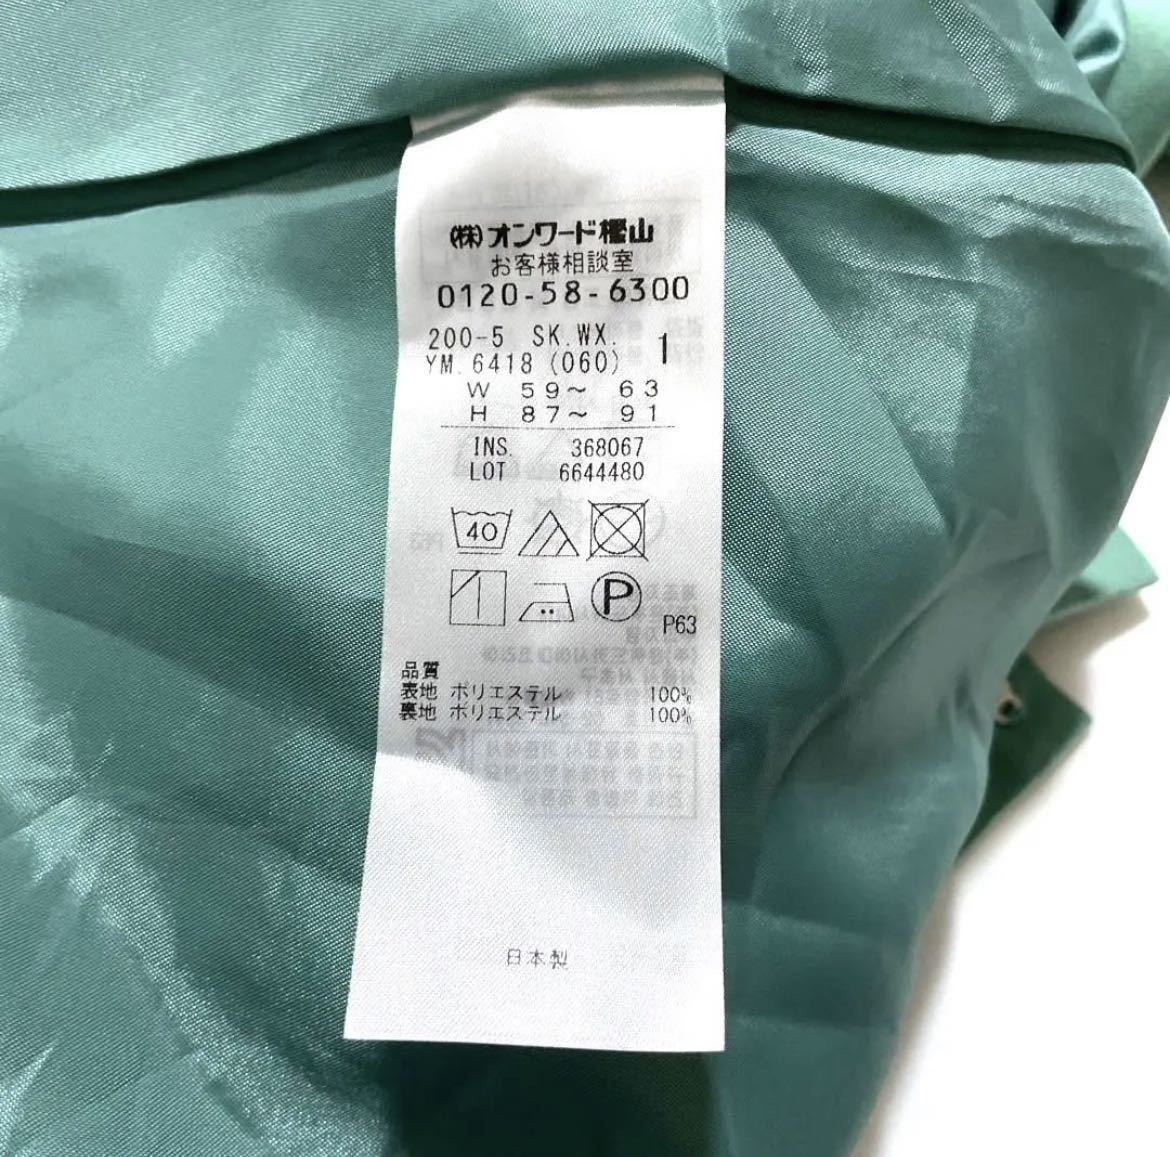 (株)オンワード樫山
お客様相談室
0120-58-6300
200-5 SK.WX.
YM.6418(060) 1
W 59〜 63
H 87〜 91
INS. 368067
LOT 6644480
40
P
P63
品質
表地 ポリエステル 100%
裏地 ポリエステル 100%
日本製